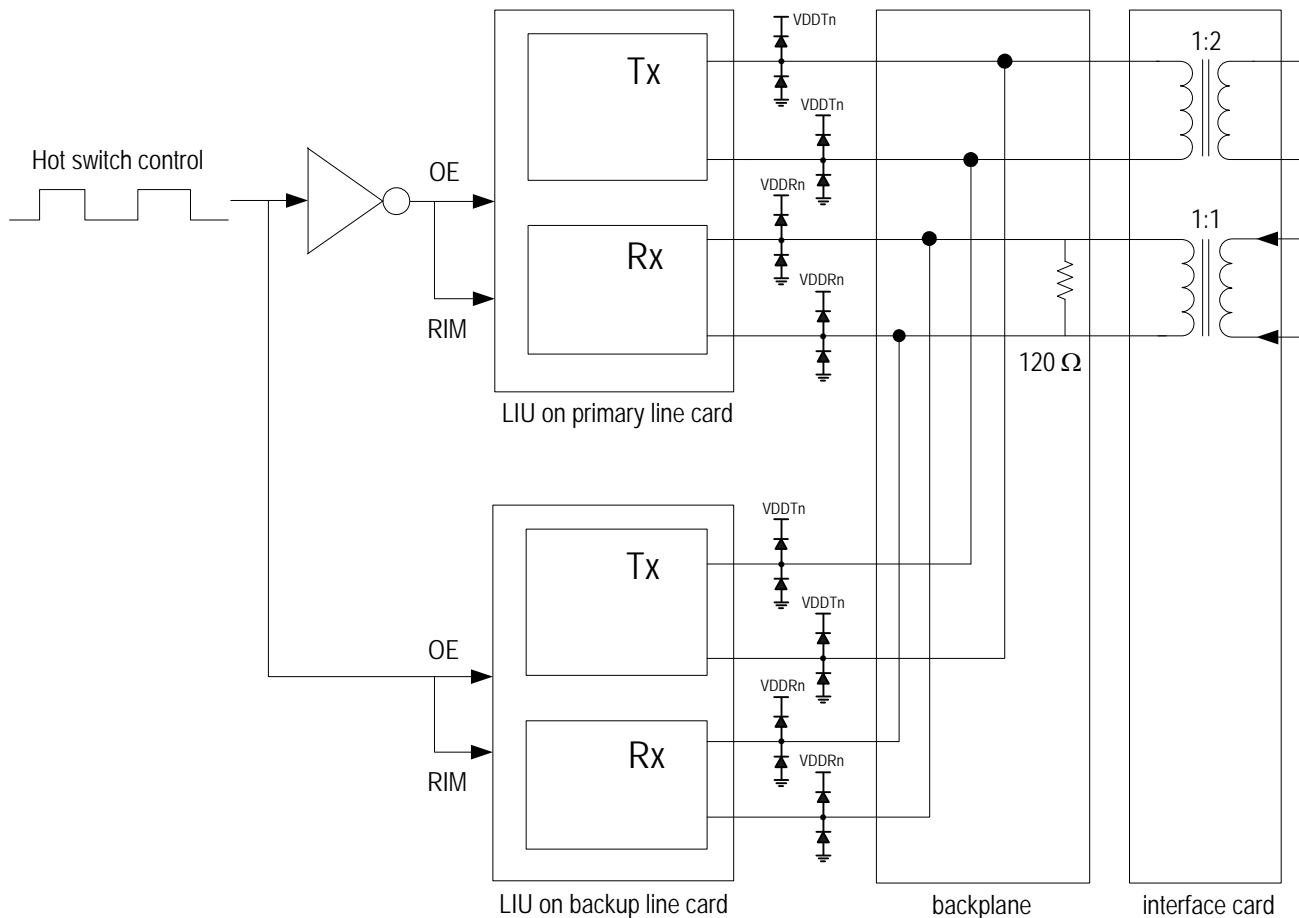 VDDTn
1:2
Tx
VDDTn
Hot switch control
OE
VDDRn
1:1
Rx
VDDRn
RIM
120 Ω
LIU on primary line card
VDDTn
Tx
VDDTn
OE
VDDRn
Rx
VDDRn
RIM
LIU on backup line card
backplane
interface card